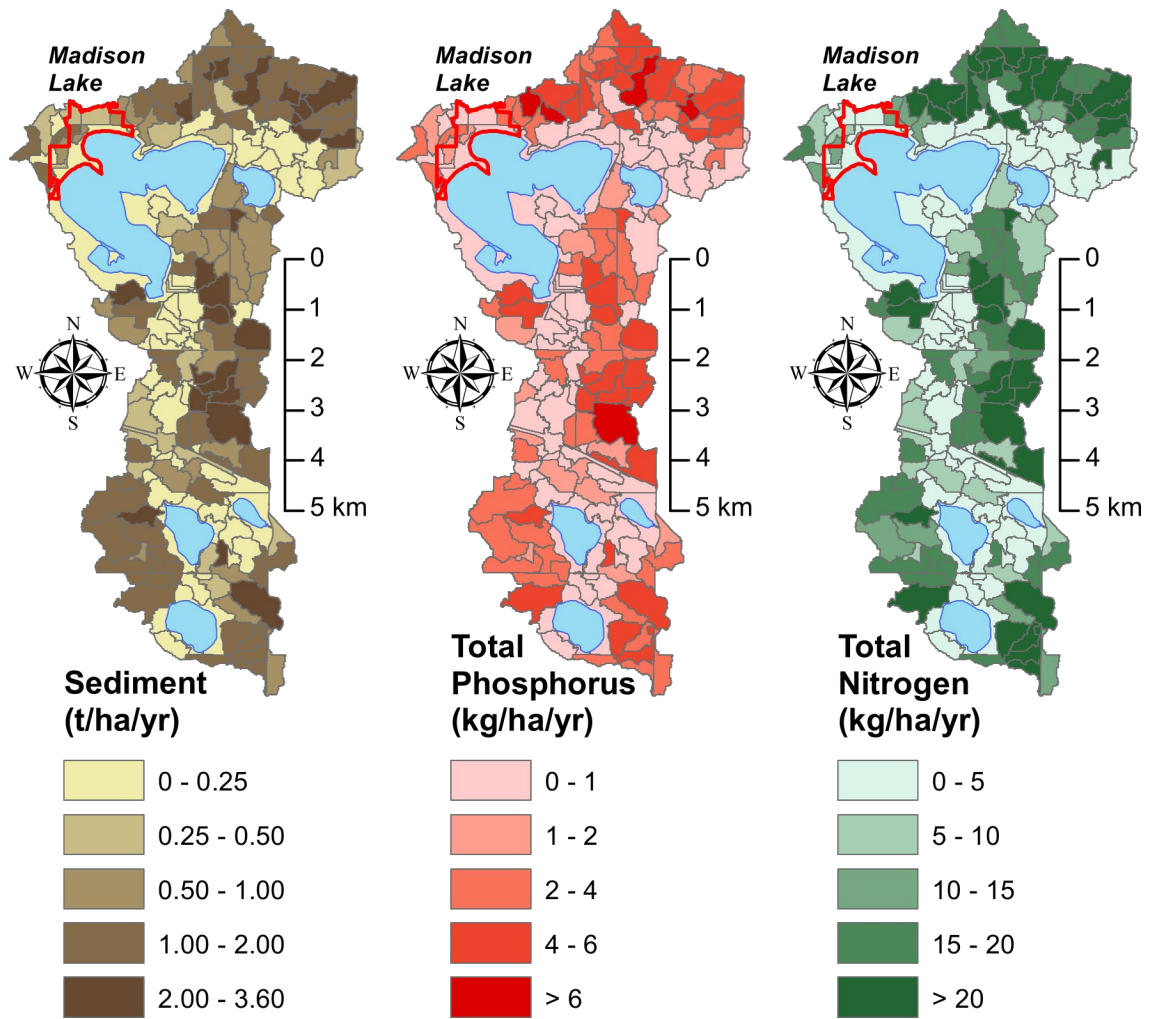 Madison
Lake
Madison
Lake
Madison
Lake
0
1
2
3
4
5 km
N
W E
S
0
1
2
3
4
5 km
N
W E
S
0
1
2
3
4
5 km
N
W E
S
Sediment
(t/ha/yr)
0 - 0.25
0.25 - 0.50
0.50 - 1.00
1.00 - 2.00
2.00 - 3.60
Total
Phosphorus
(kg/ha/yr)
0 - 1
1 - 2
2 - 4
4 - 6
> 6
Total
Nitrogen
(kg/ha/yr)
0 - 5
5 - 10
10 - 15
15 - 20
> 20